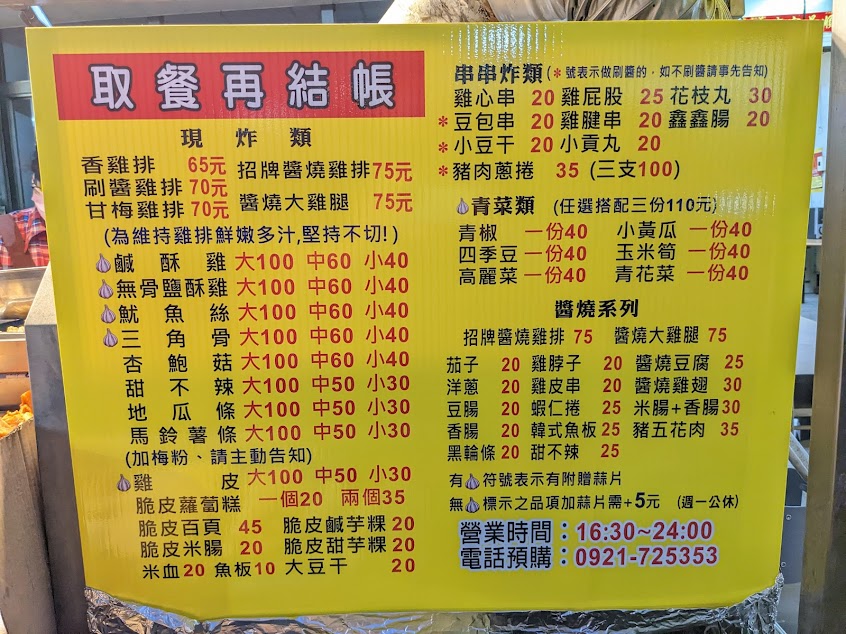 取餐再結帳
現炸類
香雞排 65元 招牌醬燒雞排75元
刷醬雞排 70元
甘梅雞排 70元 醬燒大雞腿 75元
(為維持雞排鮮嫩多汁,堅持不切!)
鹹酥雞 大100 中60 小40
無骨鹽酥雞 大100 中60 小40
魷魚絲 大100 中60 小40
三角骨 大100 中60 小40
杏鮑菇 大100 中60 小40
甜不辣 大100 中50 小30
地瓜條 大100 中50 小30
馬鈴薯條 大100 中50 小30
(加梅粉、請主動告知)
雞皮 大100 中50 小30
脆皮蘿蔔糕 一個20 兩個35
脆皮百頁 45 脆皮鹹芋粿 20
脆皮米腸 20 脆皮甜芋粿 20
米血20 魚板10 大豆干 20
串串炸類 (*號表示做刷醬的,如不刷醬請事先告知)
雞心串 20 雞屁股 25 花枝丸 30
*豆包串 20 雞腱串 20 鑫鑫腸 20
*小豆干 20 小貢丸 20
*豬肉蔥捲 35 (三支100)
青菜類 (任選搭配三份110元)
青椒 一份40 小黃瓜 一份40
四季豆 一份40 玉米筍 一份40
高麗菜 一份40 青花菜 一份40
醬燒系列
招牌醬燒雞排 75 醬燒大雞腿 75
茄子 20 雞脖子 20 醬燒豆腐 25
洋蔥 20 雞皮串 20 醬燒雞翅 30
豆腸 20 蝦仁捲 25 米腸+香腸30
香腸 20 韓式魚板25 豬五花肉 35
黑輪條20 甜不辣 25
有符號表示有附贈蒜片
無標示之品項加蒜片需+5元 (週一公休)
營業時間：16:30~24:00
電話預購：0921-725353